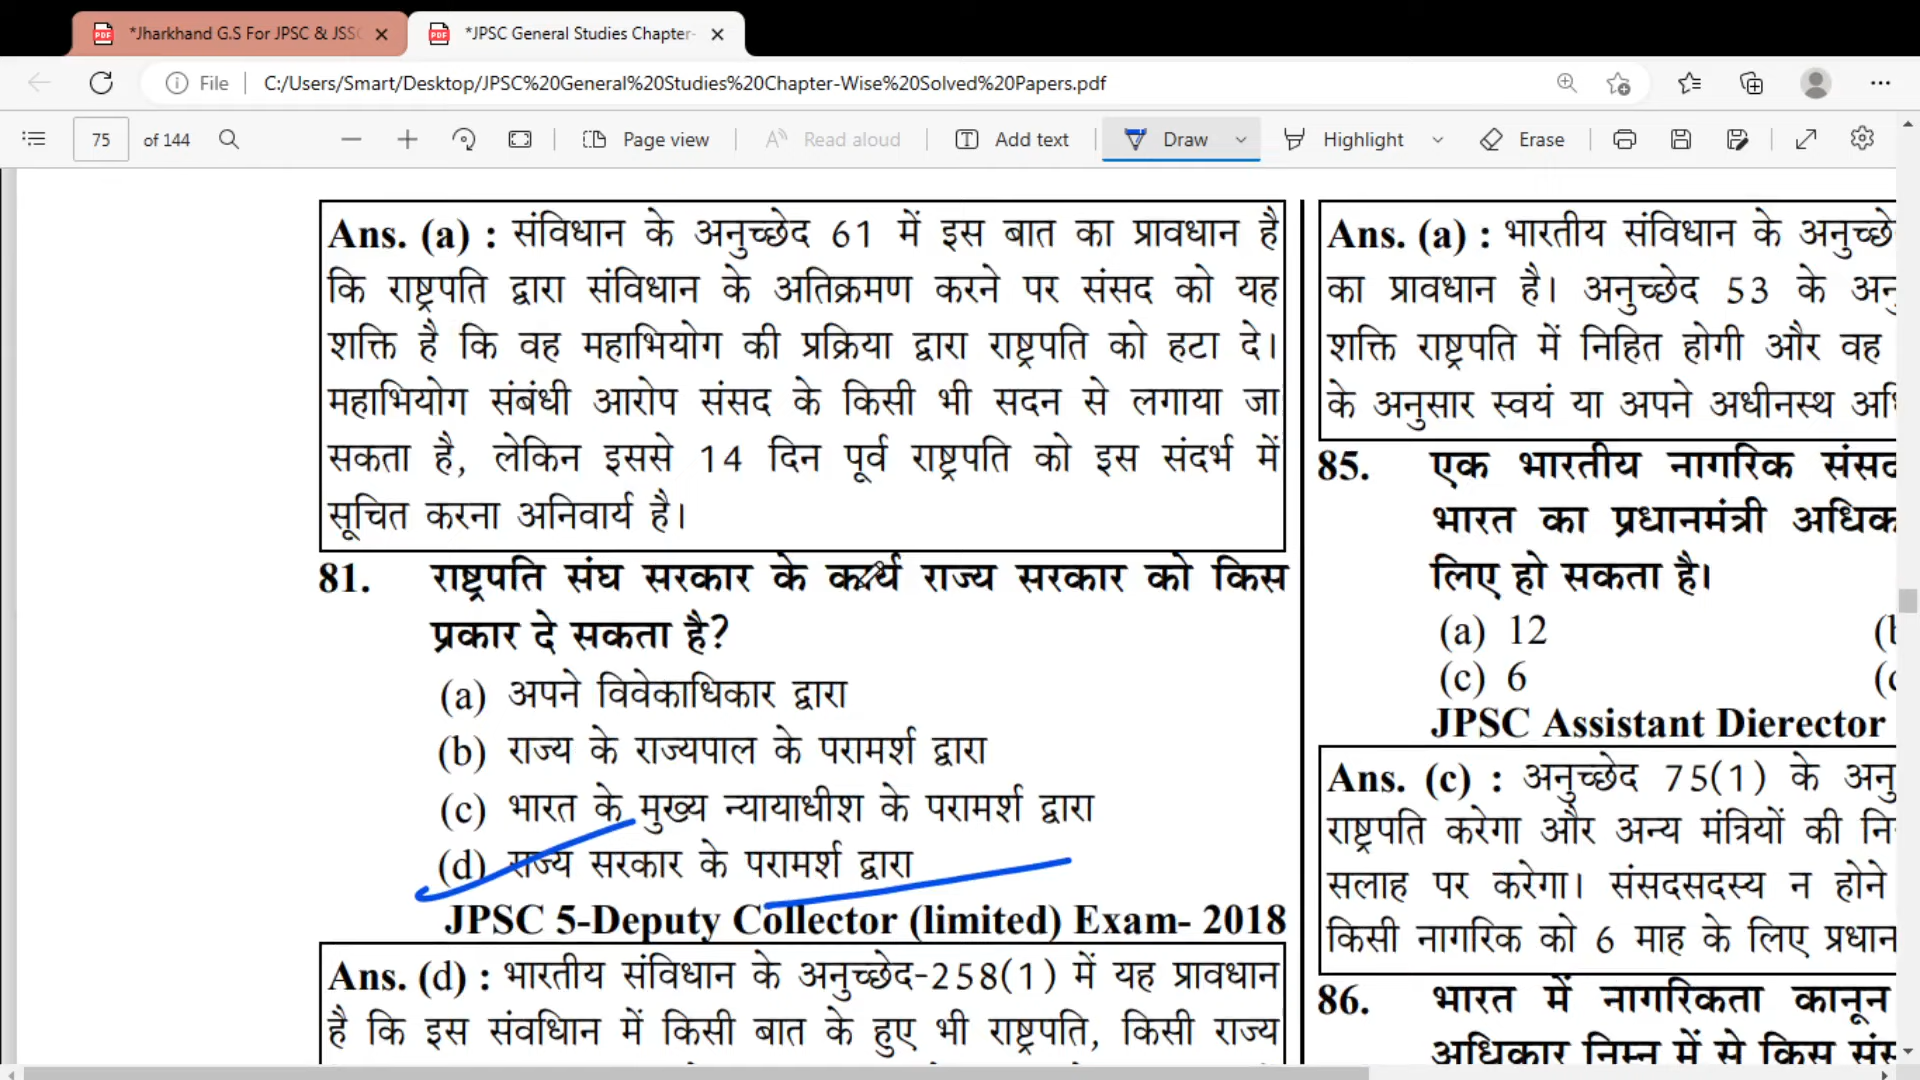 *Jharkhand G.S For JPSC & JSSC
*JPSC General Studies Chapter-
File
C:/Users/Smart/Desktop/JPSC%20General%20Studies%20Chapter-Wise%20Solved%20Papers.pdf
75 of 144
Page view
Read aloud
Add text
Draw
Highlight
Erase
Ans. (a) : संविधान के अनुच्छेद 61 में इस बात का प्रावधान है
कि राष्ट्रपति द्वारा संविधान के अतिक्रमण करने पर संसद को यह
शक्ति है कि वह महाभियोग की प्रक्रिया द्वारा राष्ट्रपति को हटा दे।
महाभियोग संबंधी आरोप संसद के किसी भी सदन से लगाया जा
सकता है, लेकिन इससे 14 दिन पूर्व राष्ट्रपति को इस संदर्भ में
सूचित करना अनिवार्य है।
81. राष्ट्रपति संघ सरकार के कार्य राज्य सरकार को किस
प्रकार दे सकता है?
(a) अपने विवेकाधिकार द्वारा
(b) राज्य के राज्यपाल के परामर्श द्वारा
(c) भारत के मुख्य न्यायाधीश के परामर्श द्वारा
(d) राज्य सरकार के परामर्श द्वारा
JPSC 5-Deputy Collector (limited) Exam- 2018
Ans. (d) : भारतीय संविधान के अनुच्छेद-258(1) में यह प्रावधान
है कि इस संवधिान में किसी बात के हुए भी राष्ट्रपति, किसी राज्य
Ans. (a) : भारतीय संविधान के
का प्रावधान है। अनुच्छेद 53 के
शक्ति राष्ट्रपति में निहित होगी और वह
के अनुसार स्वयं या अपने अधीनस्थ
85. एक भारतीय नागरिक
भारत का प्रधानमंत्री
लिए हो सकता है।
(a) 12
(c) 6
JPSC Assistant Dierector
Ans. (c) : अनुच्छेद 75(1) के
राष्ट्रपति करेगा और अन्य मंत्रियों की
सलाह पर करेगा। संसदसदस्य न होने
किसी नागरिक को 6 माह के लिए
86. भारत में नागरिकता कानून
अधिकार निम्न में से किस